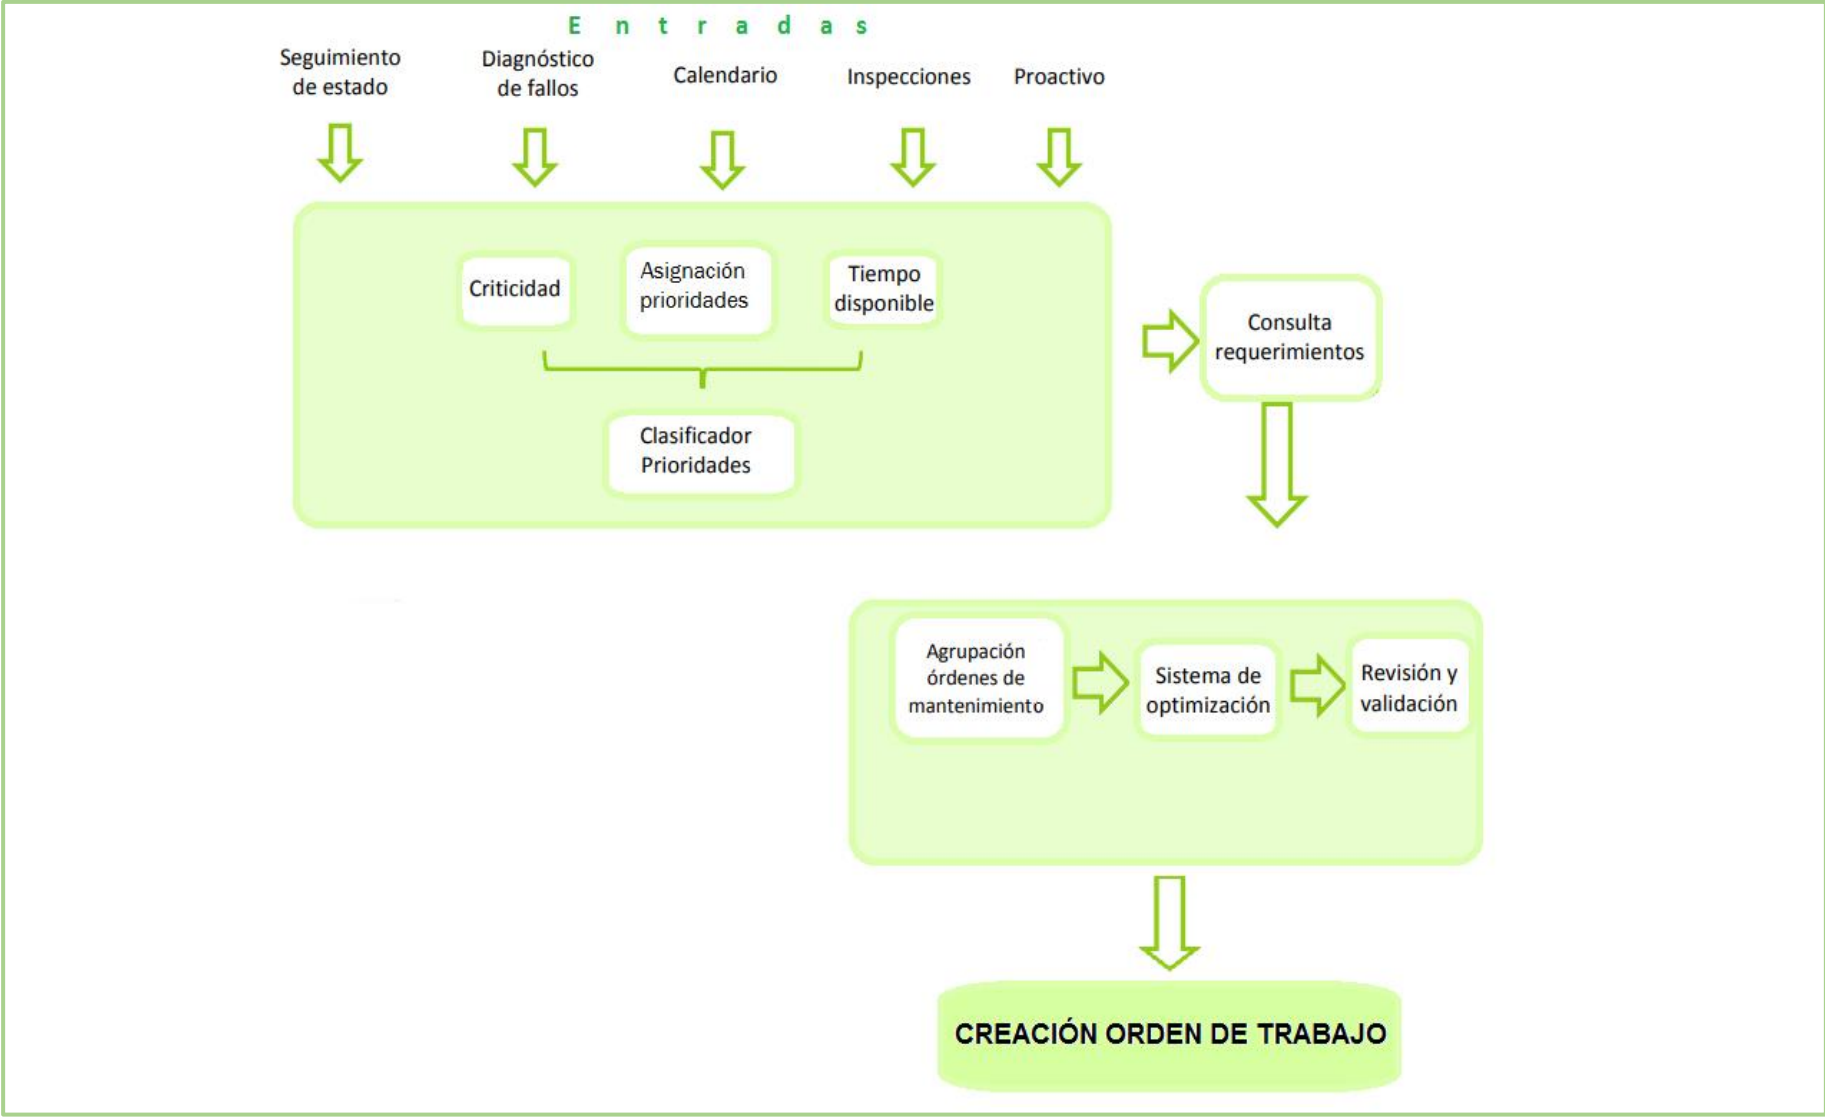 Entradas
Seguimiento
de estado
Diagnóstico
de fallos
Calendario
Inspecciones
Proactivo
Criticidad
Asignación
prioridades
Tiempo
disponible
Clasificador
Prioridades
Consulta
requerimientos
Agrupación
órdenes de
mantenimiento
Sistema de
optimización
Revisión y
validación
CREACIÓN ORDEN DE TRABAJO